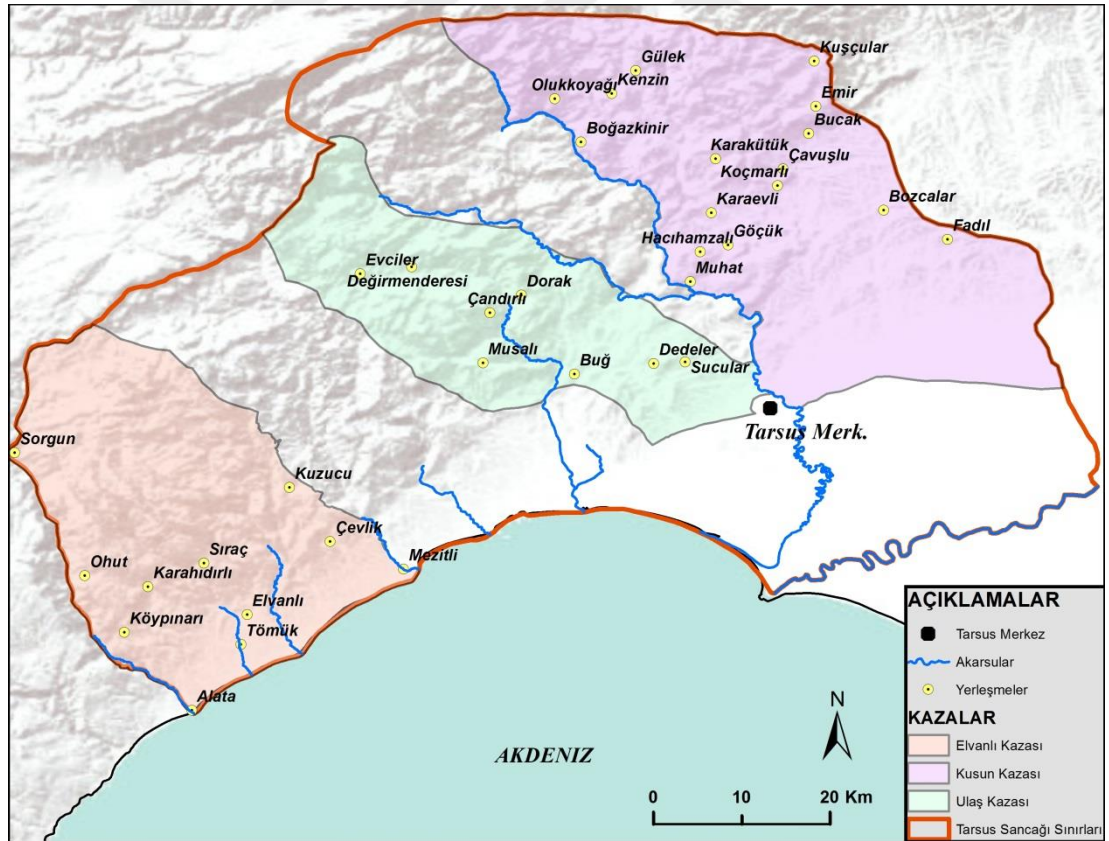 Kuşçular
Gülek
Kenzin
Olukkoyağı
Emir
Bucak
Boğazkinir
Karakütük
Çavuşlu
Koçmarlı
Karaevli
Bozcalar
Fadıl
Hacıhamzalı
Göçük
Muhat
Evciler
Değirmenderesi
Dorak
Çandırlı
Musalı
Buğ
Dedeler
Sucular
Tarsus Merk.
Sorgun
Kuzucu
Çevlik
Mezitli
Sıraç
Ohut
Karahıdırlı
Elvanlı
Köypınarı
Tömük
Alata
AKDENIZ
N
0 10 20 Km
AÇIKLAMALAR
Tarsus Merkez
Akarsular
Yerleşmeler
KAZALAR
Elvanlı Kazası
Kusun Kazası
Ulaş Kazası
Tarsus Sancağı Sınırları